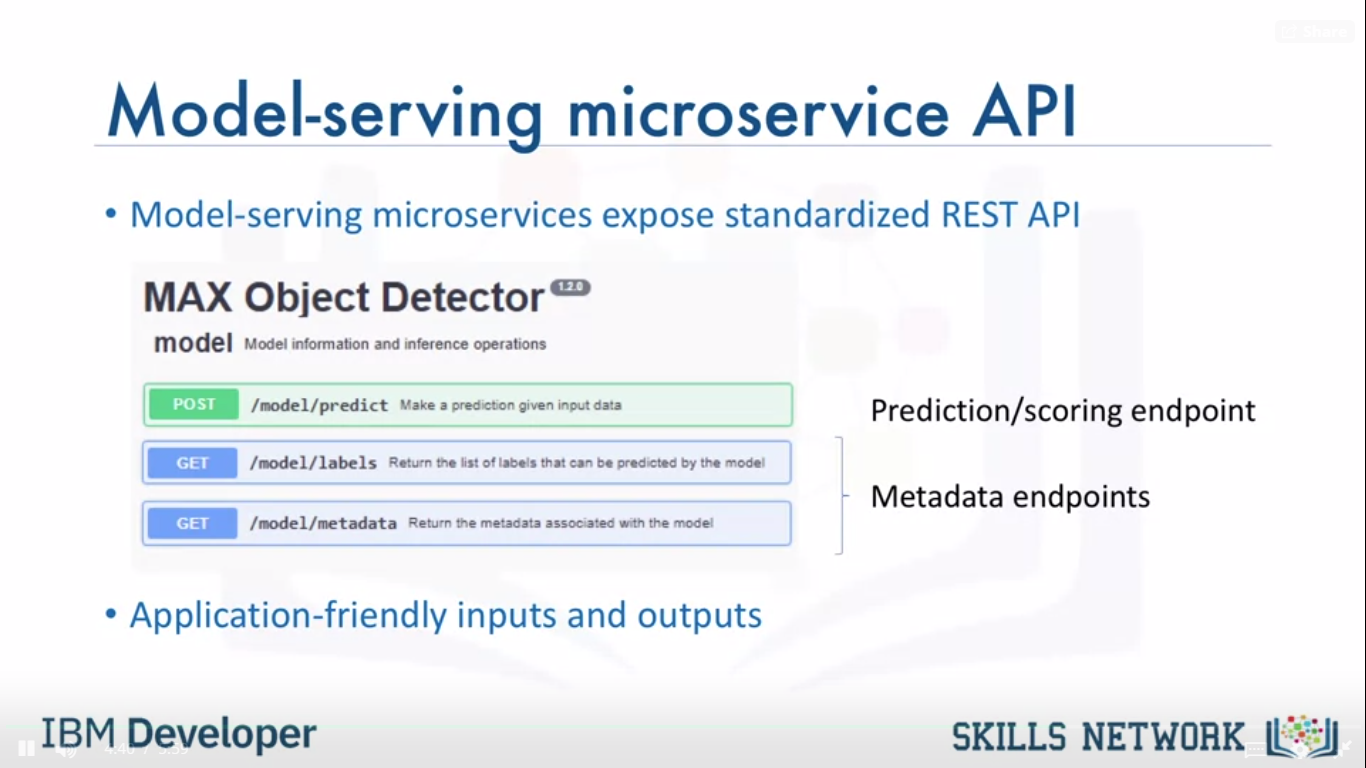 Share
Model-serving microservice API
• Model-serving microservices expose standardized REST API
MAX Object Detector 1.2.0
model Model information and inference operations
POST /model/predict Make a prediction given input data
Prediction/scoring endpoint
GET /model/labels Return the list of labels that can be predicted by the model
Metadata endpoints
GET /model/metadata Return the metadata associated with the model
• Application-friendly inputs and outputs
IBM Developer
SKILLS NETWORK